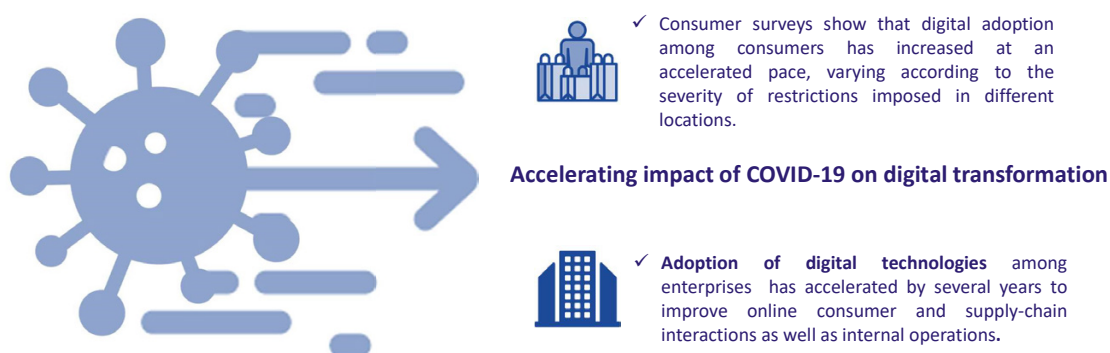 ✓ Consumer surveys show that digital adoption
among consumers has increased at an
accelerated pace, varying according to the
severity of restrictions imposed in different
locations.
Accelerating impact of COVID-19 on digital transformation
✓ Adoption of digital technologies among
enterprises has accelerated by several years to
improve online consumer and supply-chain
interactions as well as internal operations.